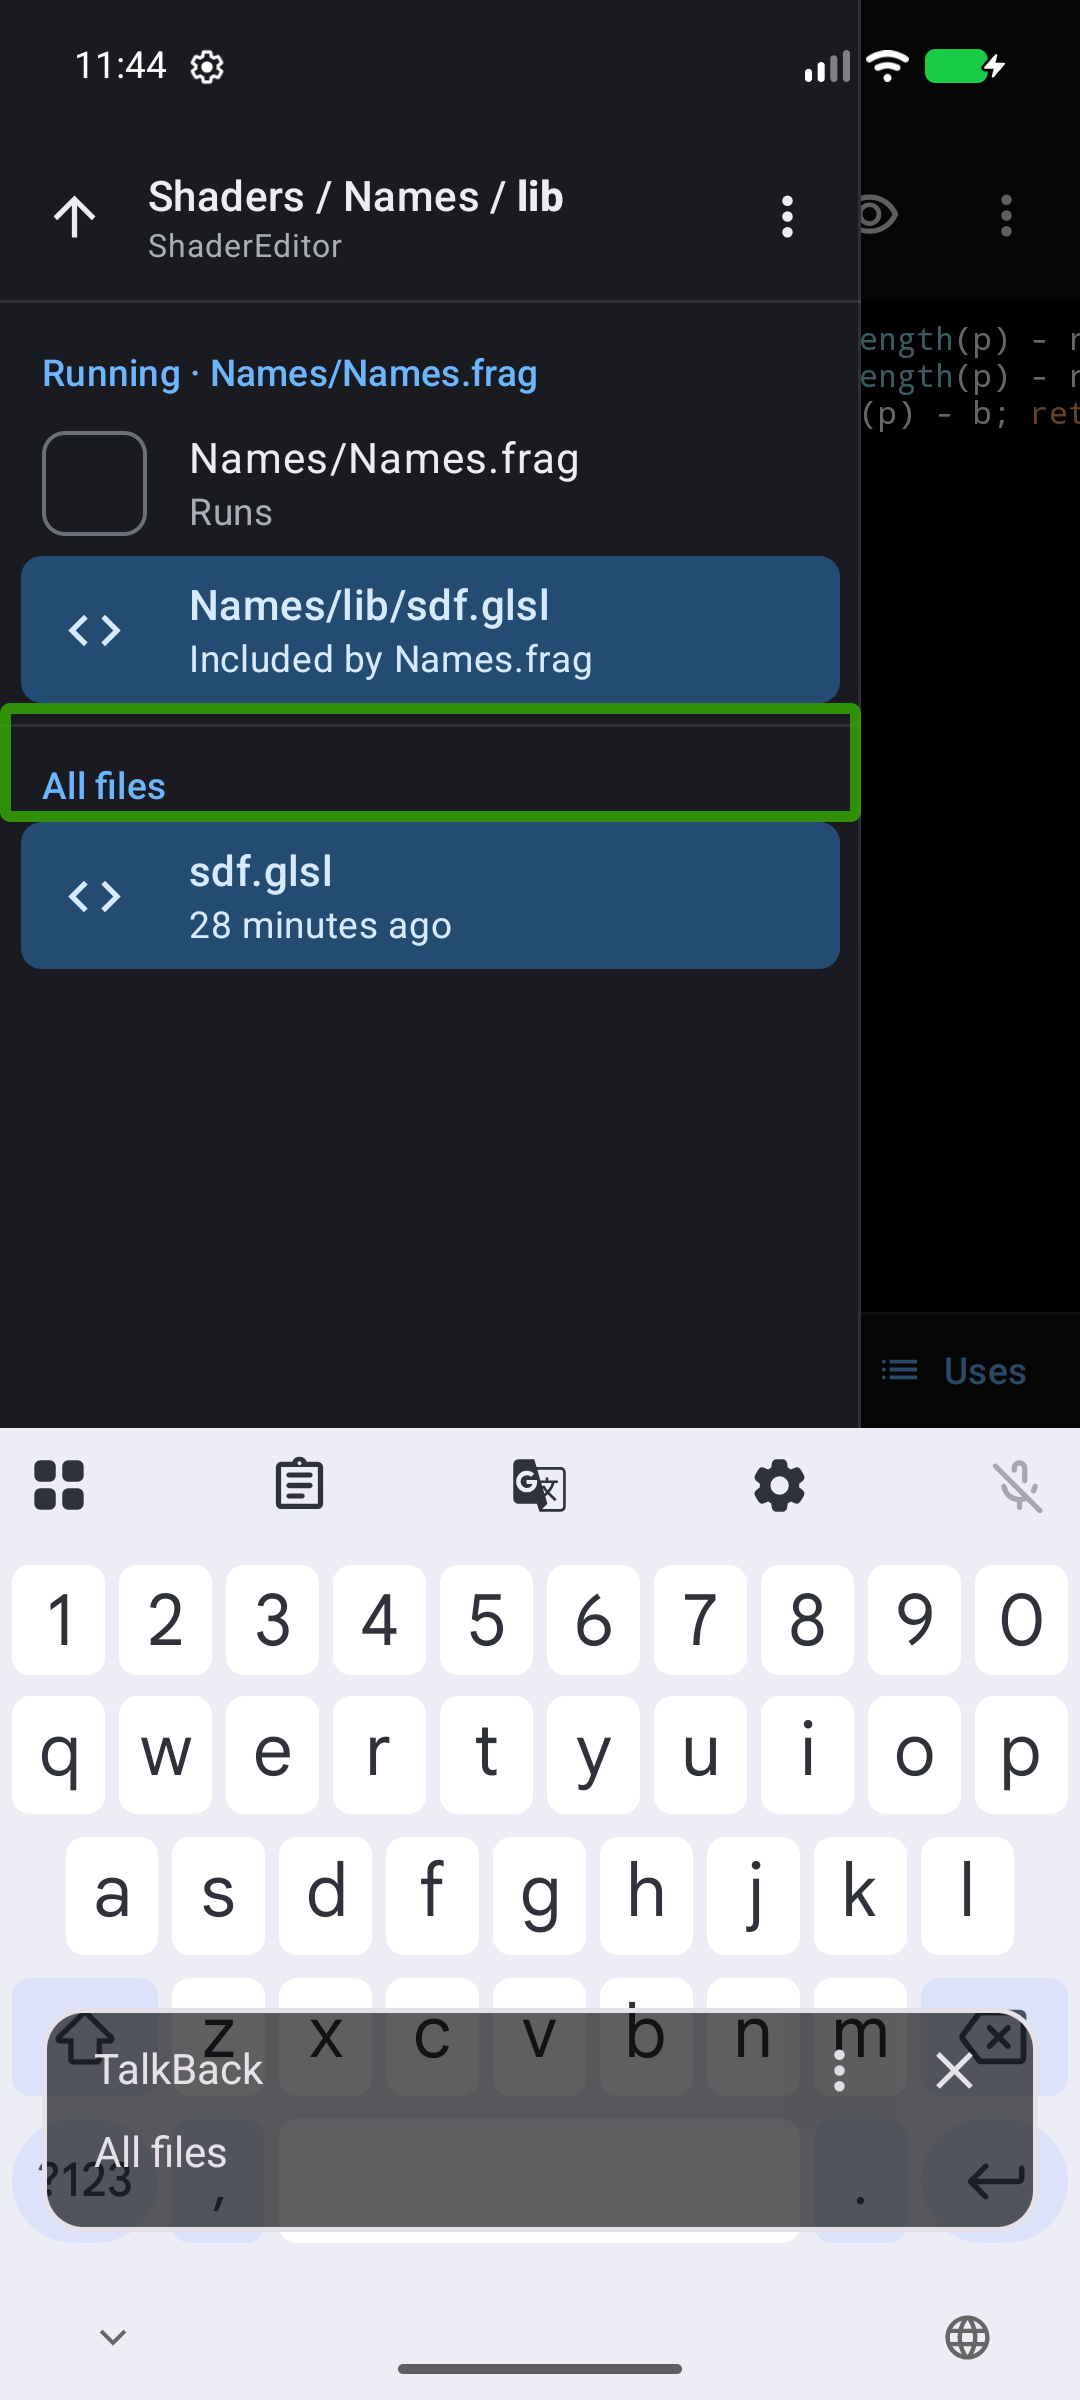 11:44
Shaders / Names / lib
ShaderEditor
ength(p) - r
ength(p) - r
(p) - b; ret
Running · Names/Names.frag
Names/Names.frag
Runs
Names/lib/sdf.glsl
Included by Names.frag
All files
sdf.glsl
28 minutes ago
Uses
1 2 3 4 5 6 7 8 9 0
q w e r t y u i o p
a s d f g h j k l
z x c v b n m
TalkBack
All files
?123 , .